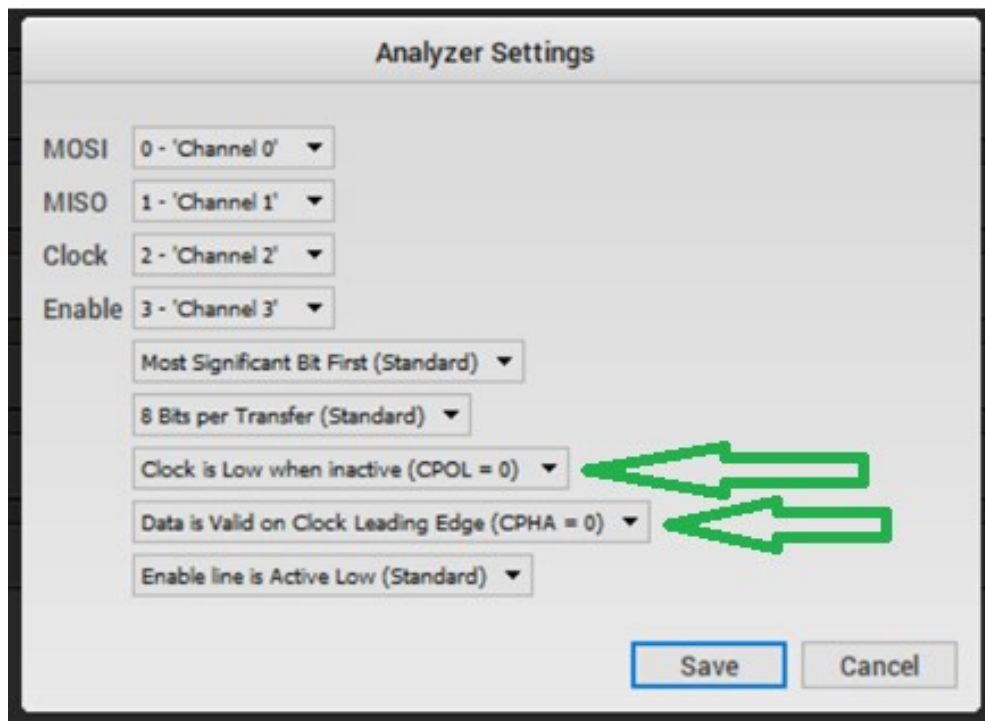 Analyzer Settings
MOSI 0 - 'Channel 0'
MISO 1 - 'Channel 1'
Clock 2 - 'Channel 2'
Enable 3 - 'Channel 3'
Most Significant Bit First (Standard)
8 Bits per Transfer (Standard)
Clock is Low when inactive (CPOL = 0)
Data is Valid on Clock Leading Edge (CPHA = 0)
Enable line is Active Low (Standard)
Save Cancel